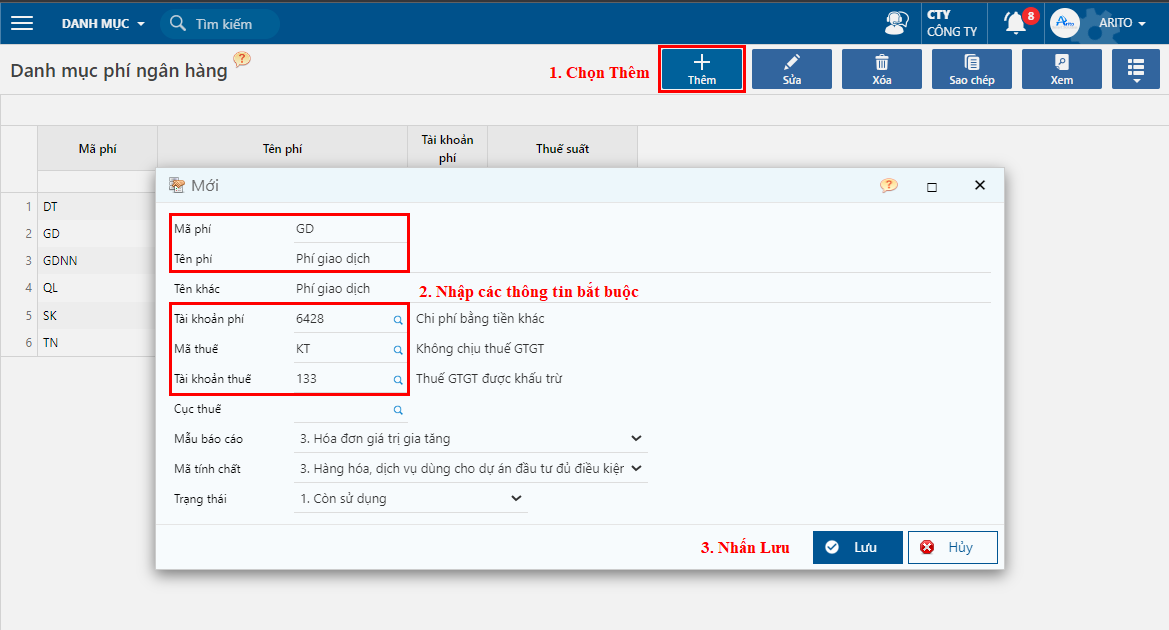 DANH MỤC
Tìm kiếm
CTY
CÔNG TY
8
Arito
ARITO
Danh mục phí ngân hàng
1. Chọn Thêm
Thêm
Sửa
Xóa
Sao chép
Xem
Mã phí
Tên phí
Tài khoản
phí
Thuế suất
1 DT
2 GD
3 GDNN
4 QL
5 SK
6 TN
Mới
Mã phí GD
Tên phí Phí giao dịch
Tên khác Phí giao dịch
2. Nhập các thông tin bắt buộc
Tài khoản phí 6428 Chi phí bằng tiền khác
Mã thuế KT Không chịu thuế GTGT
Tài khoản thuế 133 Thuế GTGT được khấu trừ
Cục thuế
Mẫu báo cáo 3. Hóa đơn giá trị gia tăng
Mã tính chất 3. Hàng hóa, dịch vụ dùng cho dự án đầu tư đủ điều kiện
Trạng thái 1. Còn sử dụng
3. Nhấn Lưu
Lưu
Hủy